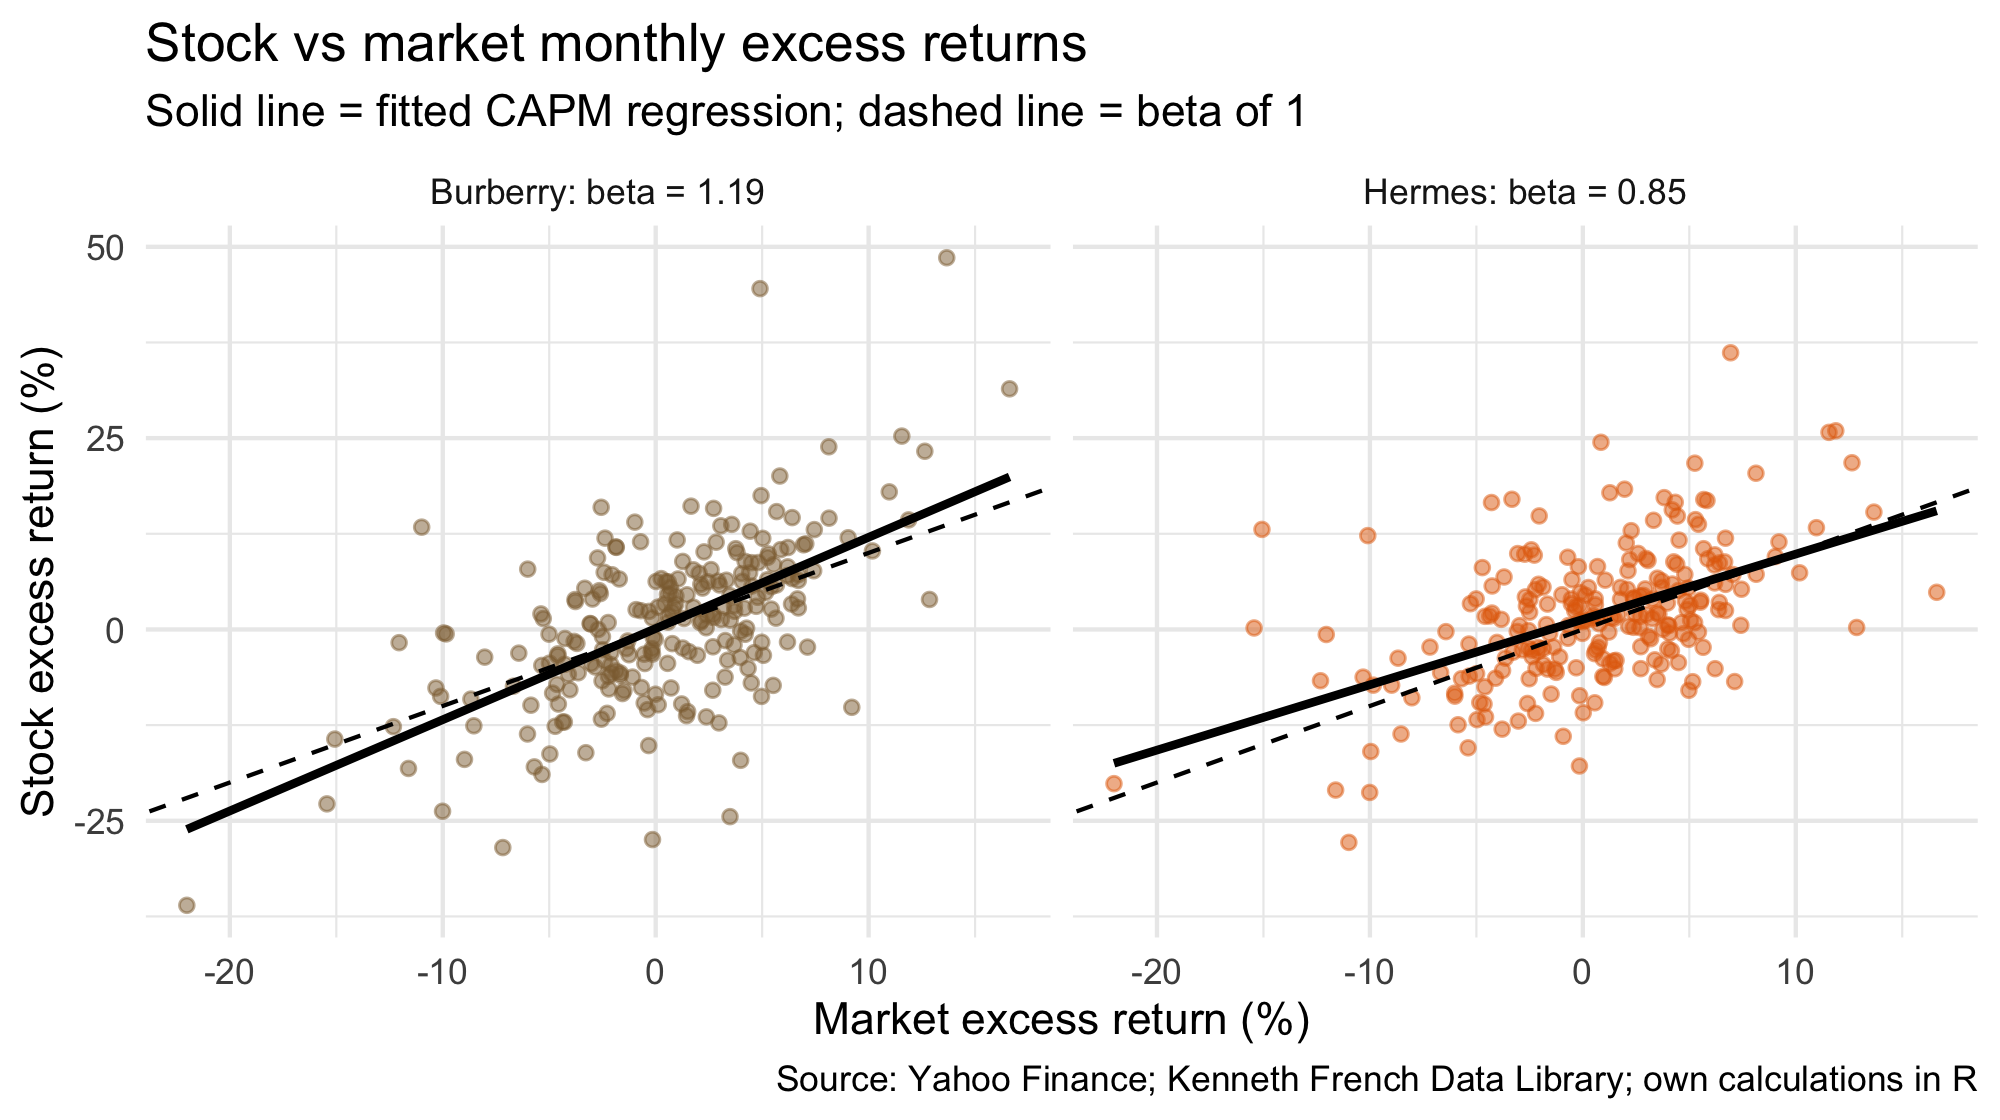 Stock vs market monthly excess returns
Solid line = fitted CAPM regression; dashed line = beta of 1
Burberry: beta = 1.19
Hermes: beta = 0.85
Stock excess return (%)
50
25
0
-25
-20 -10 0 10
-20 -10 0 10
Market excess return (%)
Source: Yahoo Finance; Kenneth French Data Library; own calculations in R